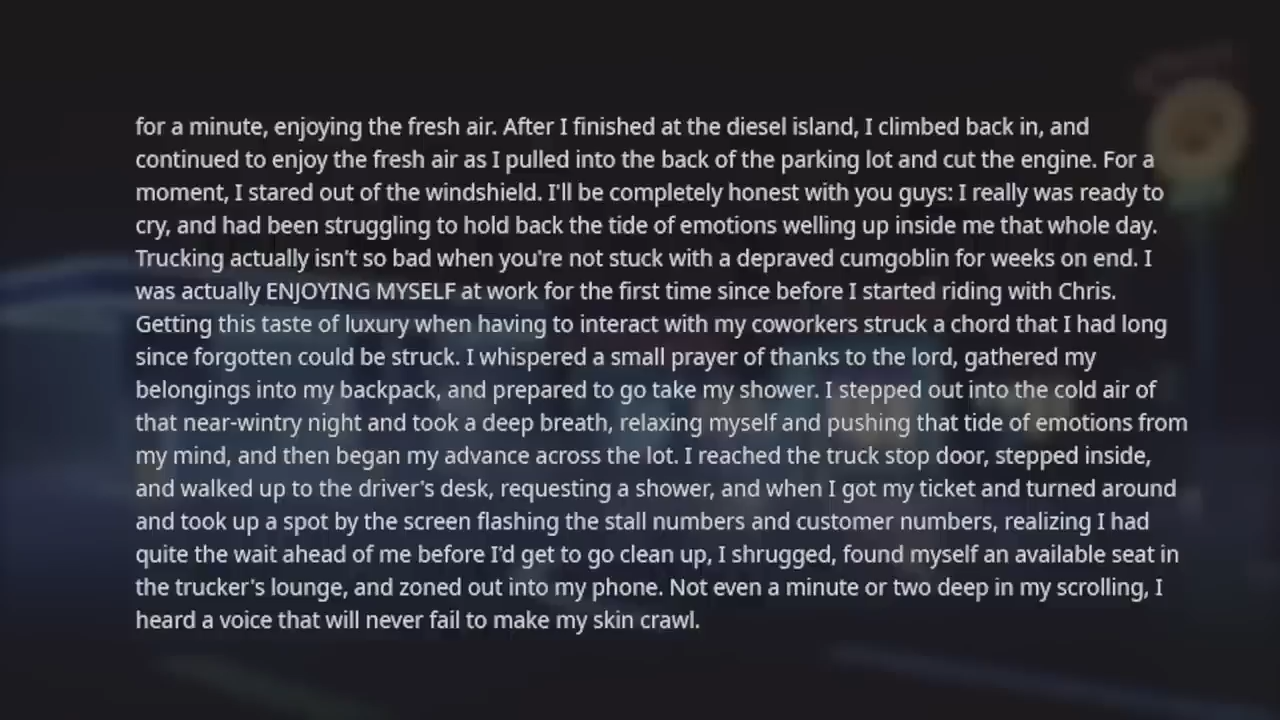 for a minute, enjoying the fresh air. After I finished at the diesel island, I climbed back in, and
continued to enjoy the fresh air as I pulled into the back of the parking lot and cut the engine. For a
moment, I stared out of the windshield. I'll be completely honest with you guys: I really was ready to
cry, and had been struggling to hold back the tide of emotions welling up inside me that whole day.
Trucking actually isn't so bad when you're not stuck with a depraved cumgoblin for weeks on end. I
was actually ENJOYING MYSELF at work for the first time since before I started riding with Chris.
Getting this taste of luxury when having to interact with my coworkers struck a chord that I had long
since forgotten could be struck. I whispered a small prayer of thanks to the lord, gathered my
belongings into my backpack, and prepared to go take my shower. I stepped out into the cold air of
that near-wintry night and took a deep breath, relaxing myself and pushing that tide of emotions from
my mind, and then began my advance across the lot. I reached the truck stop door, stepped inside,
and walked up to the driver's desk, requesting a shower, and when I got my ticket and turned around
and took up a spot by the screen flashing the stall numbers and customer numbers, realizing I had
quite the wait ahead of me before I'd get to go clean up, I shrugged, found myself an available seat in
the trucker's lounge, and zoned out into my phone. Not even a minute or two deep in my scrolling, I
heard a voice that will never fail to make my skin crawl.